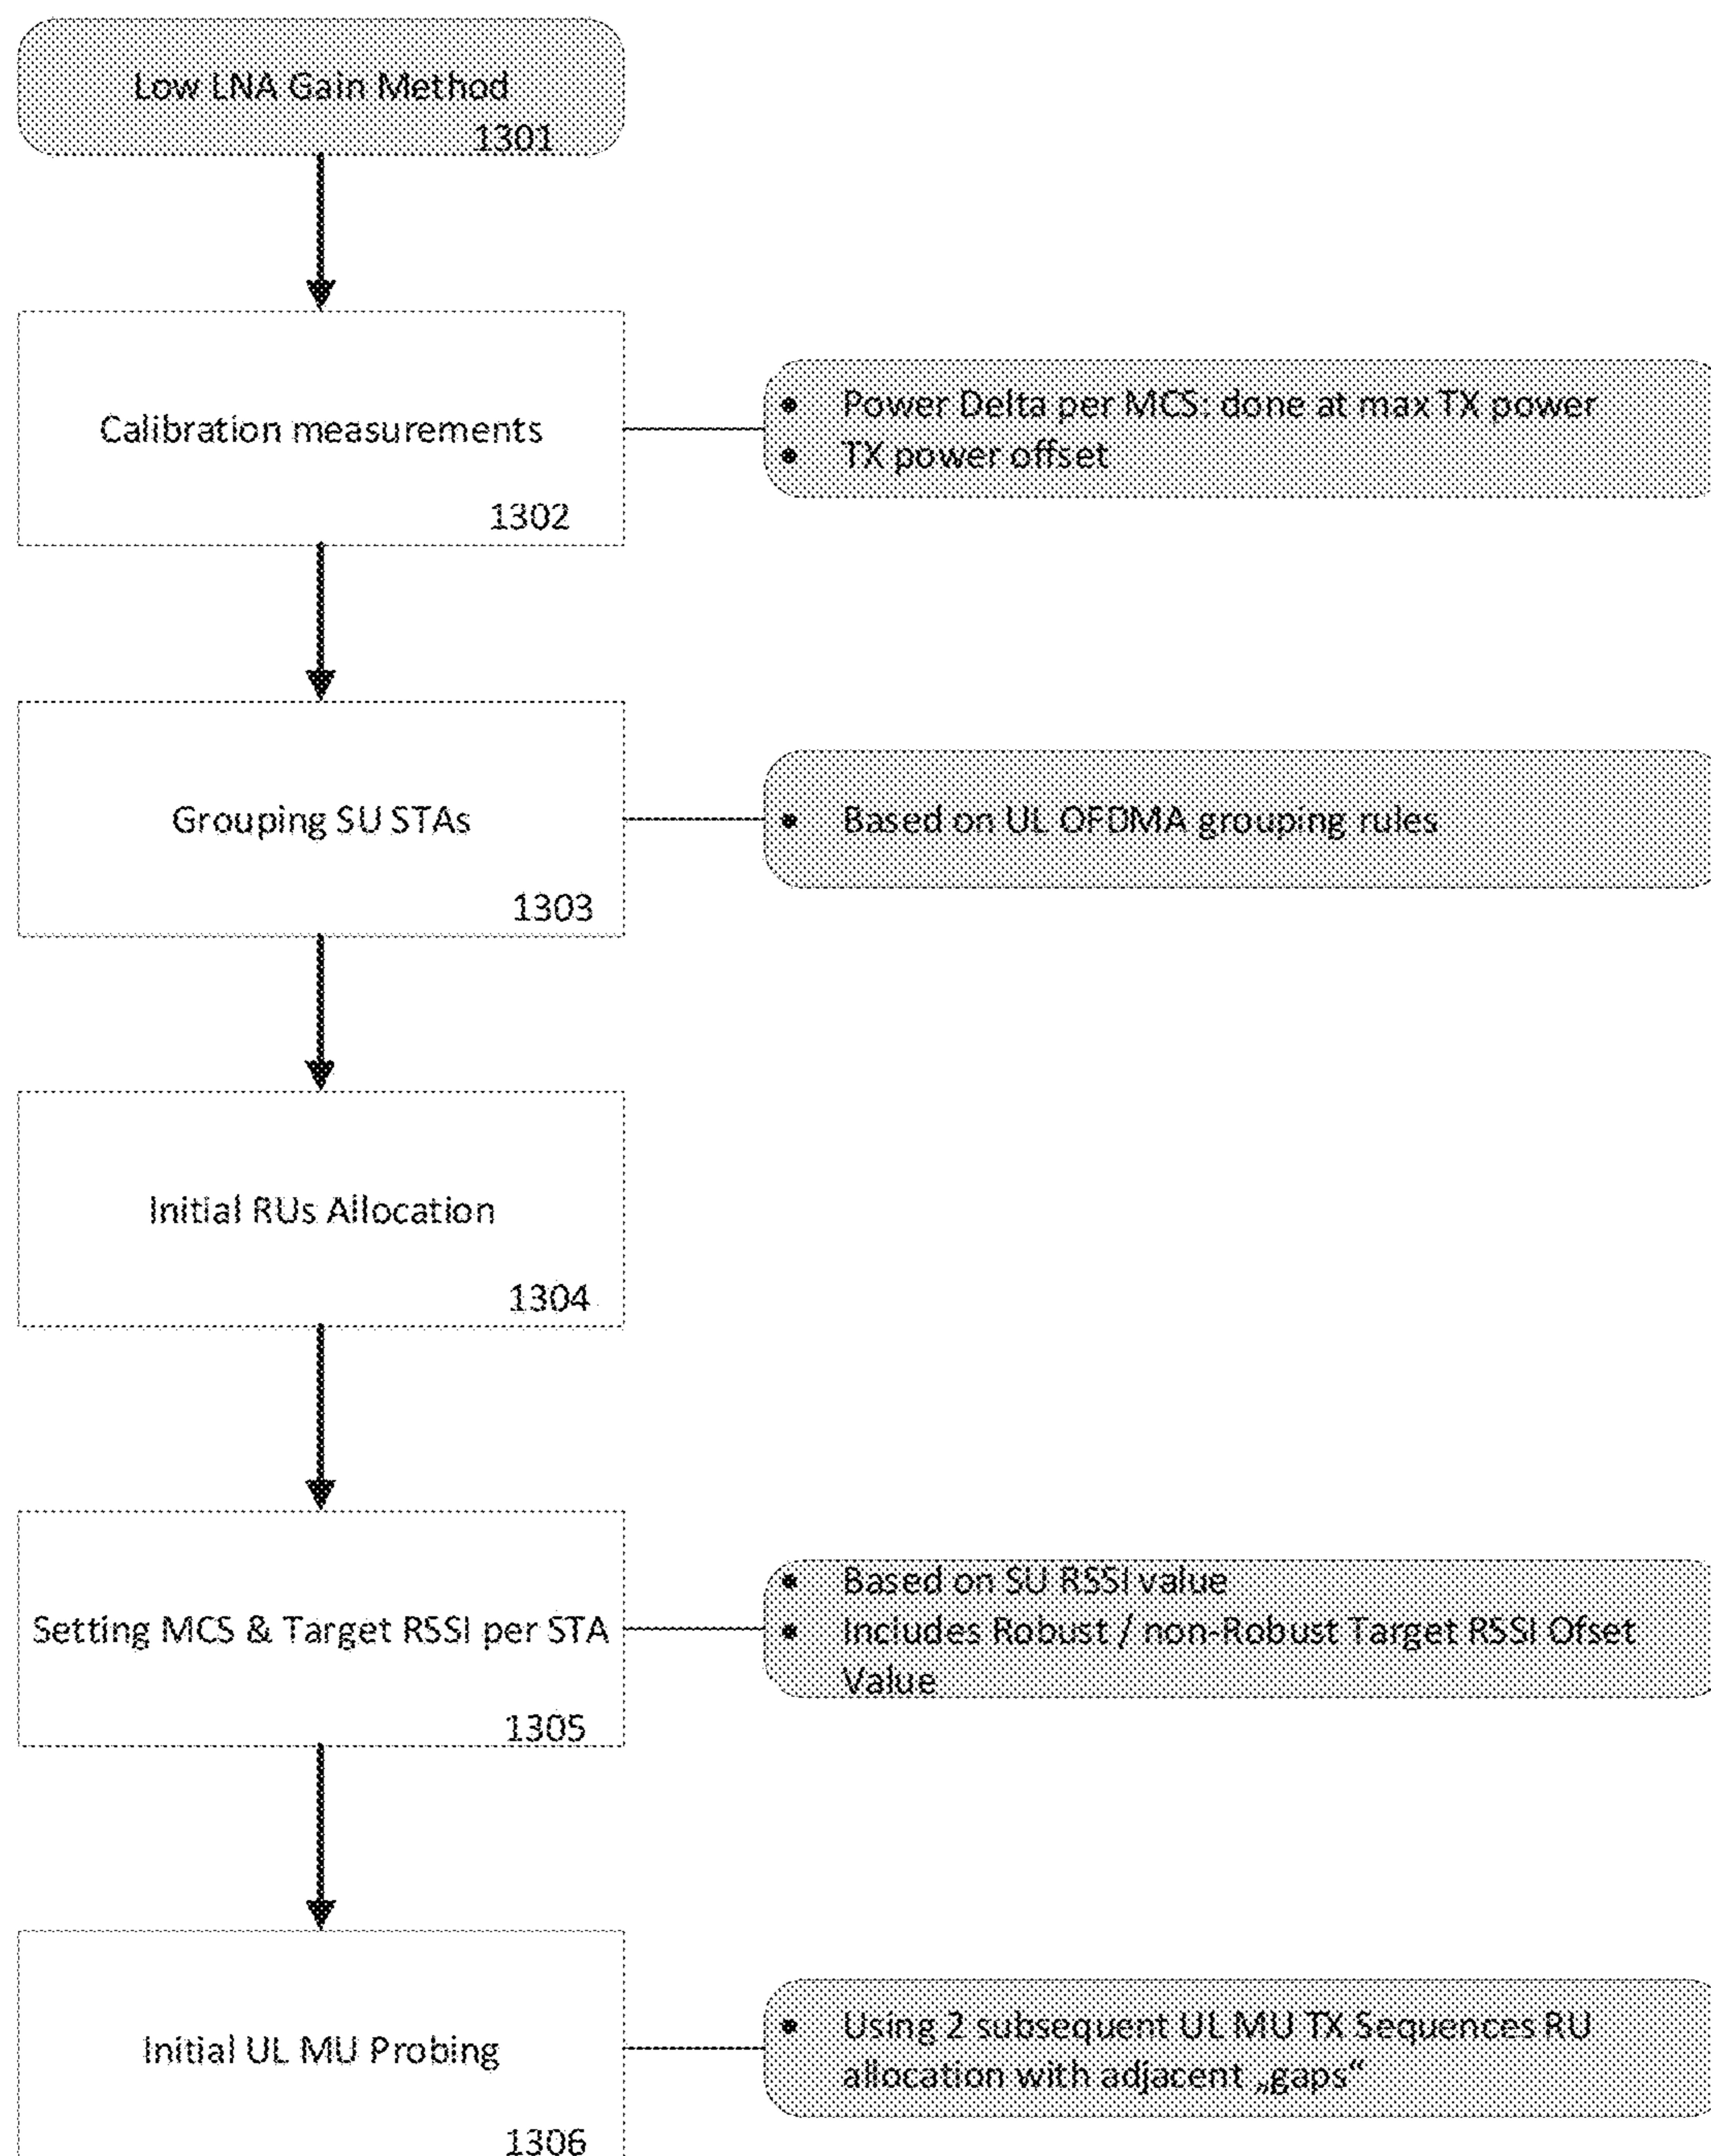 Low LNA Gain Method
1301
Calibration measurements
1302
• Power Delta per MCS: done at max TX power
• TX power offset
Grouping SU STAs
1303
• Based on UL OFDMA grouping rules
Initial RUs Allocation
1304
Setting MCS & Target RSSI per STA
1305
• Based on SU RSSI value
• Includes Robust / non-Robust Target RSSI Ofset
Value
Initial UL MU Probing
1306
• Using 2 subsequent UL MU TX Sequences RU
allocation with adjacent „gaps“